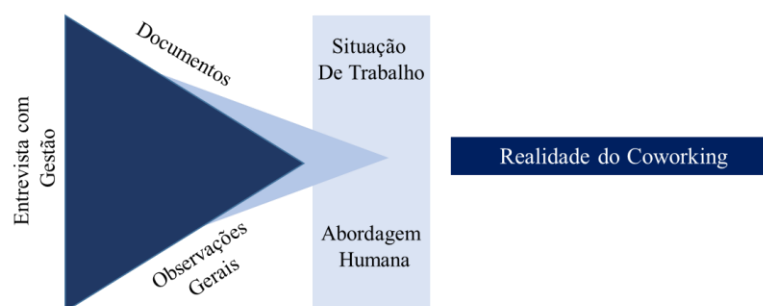 Entrevista com
Gestão
Documentos
Observações
Gerais
Situação
De Trabalho
Abordagem
Humana
Realidade do Coworking